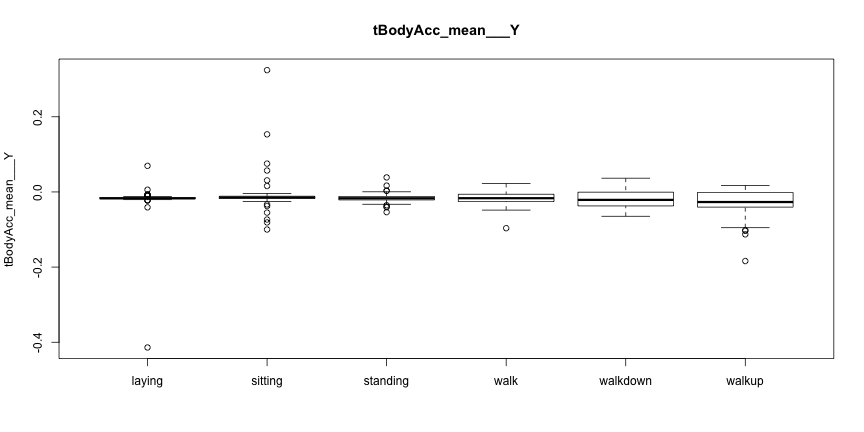 tBodyAcc_mean___Y
tBodyAcc_mean___Y
0.2
0.0
-0.2
-0.4
laying sitting standing walk walkdown walkup